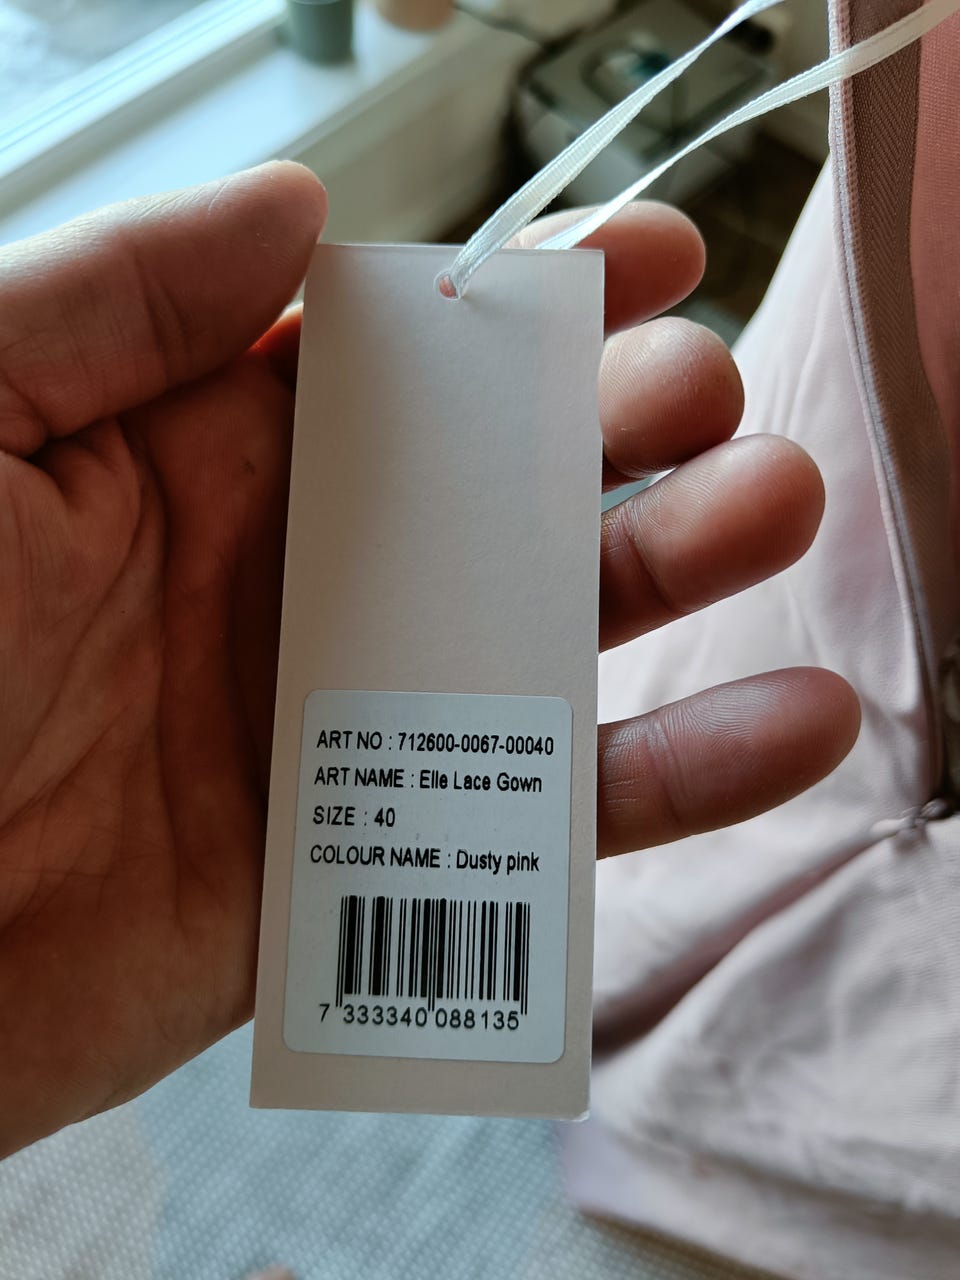 ART NO : 712600-0067-00040
ART NAME : Elle Lace Gown
SIZE : 40
COLOUR NAME : Dusty pink
7 333340 088135